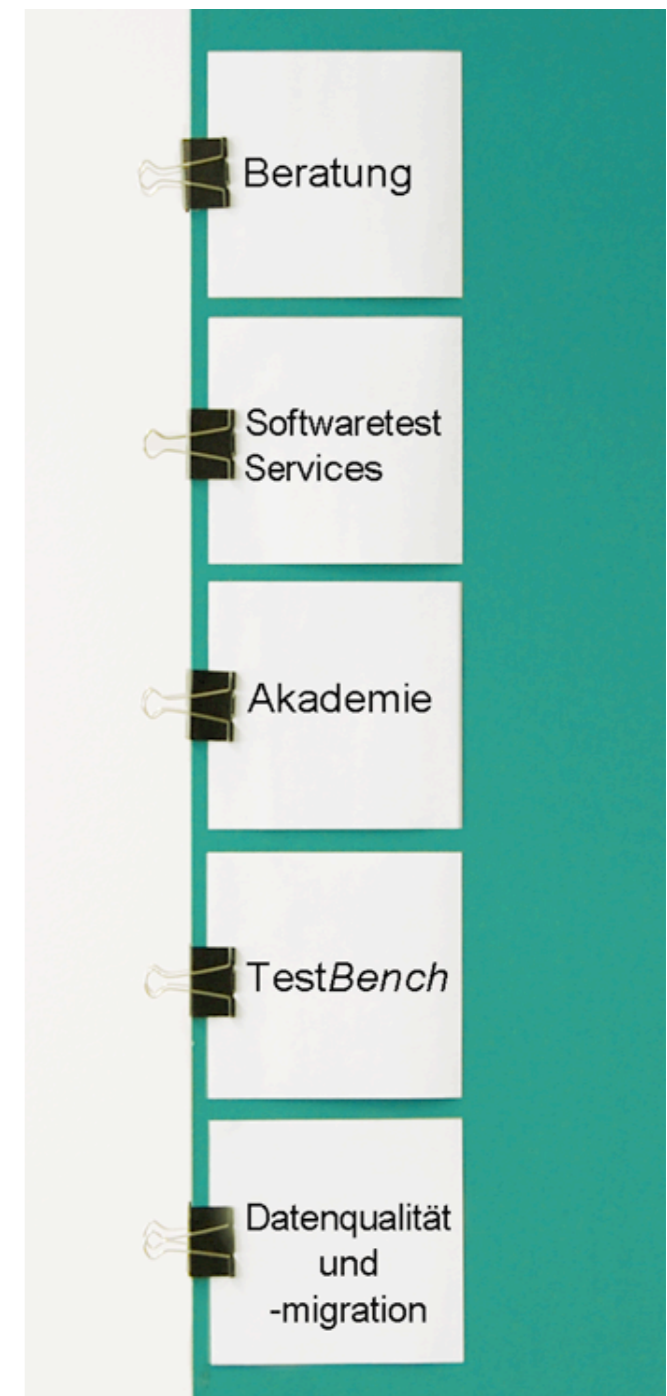 Beratung
Softwaretest
Services
Akademie
TestBench
Datenqualität
und
-migration